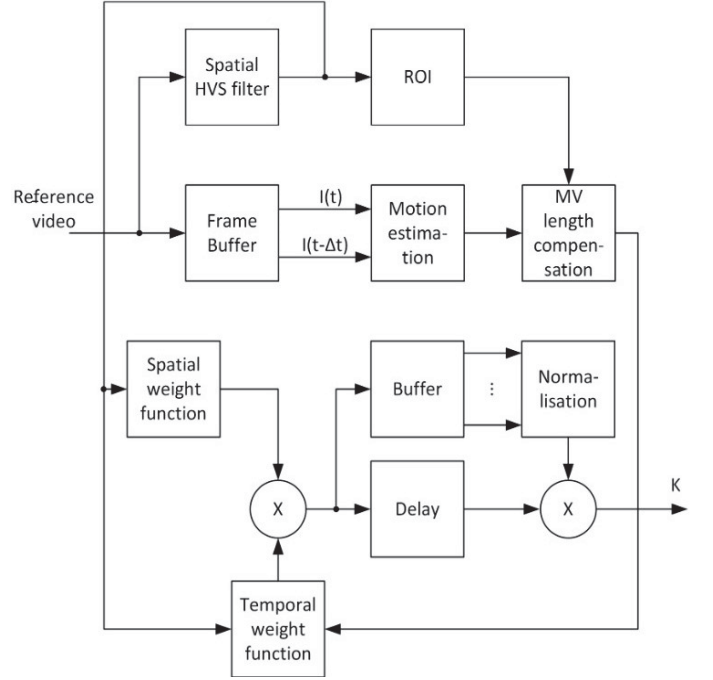 Spatial
HVS filter
ROI
Reference
video
Frame
Buffer
I(t)
I(t-Δt)
Motion
estima-
tion
MV
length
compen-
sation
Spatial
weight
function
Buffer
⋮
Norma-
lisation
X
Delay
X
K
Temporal
weight
function